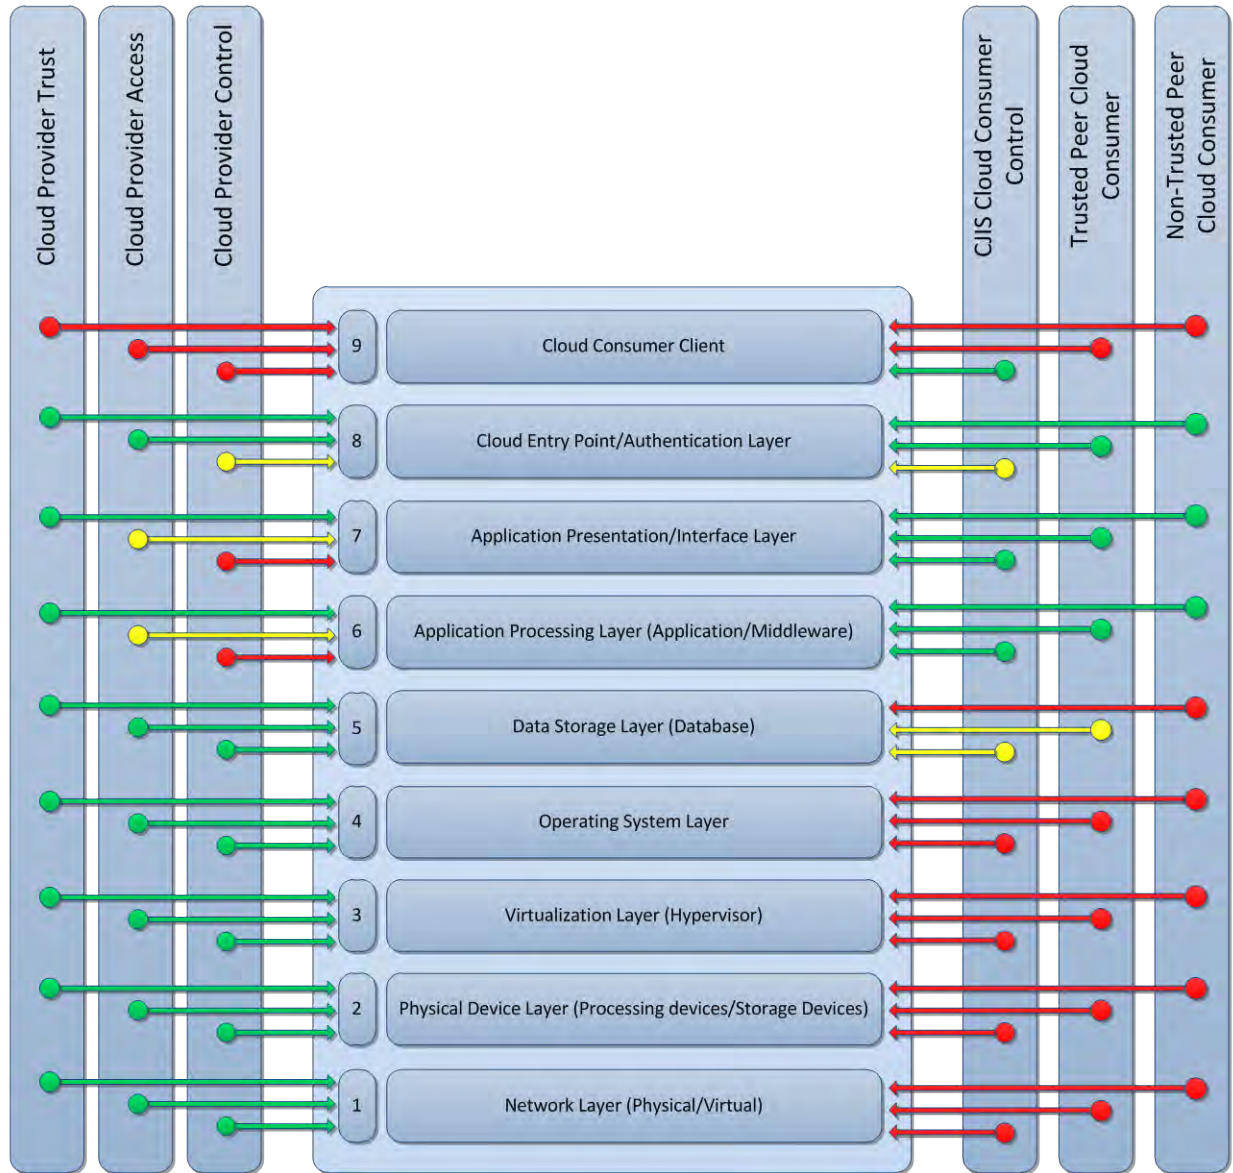 Cloud Provider Trust
Cloud Provider Access
Cloud Provider Control
CJIS Cloud Consumer
Control
Trusted Peer Cloud
Consumer
Non-Trusted Peer
Cloud Consumer
9
Cloud Consumer Client
8
Cloud Entry Point/Authentication Layer
7
Application Presentation/Interface Layer
6
Application Processing Layer (Application/Middleware)
5
Data Storage Layer (Database)
4
Operating System Layer
3
Virtualization Layer (Hypervisor)
2
Physical Device Layer (Processing devices/Storage Devices)
1
Network Layer (Physical/Virtual)